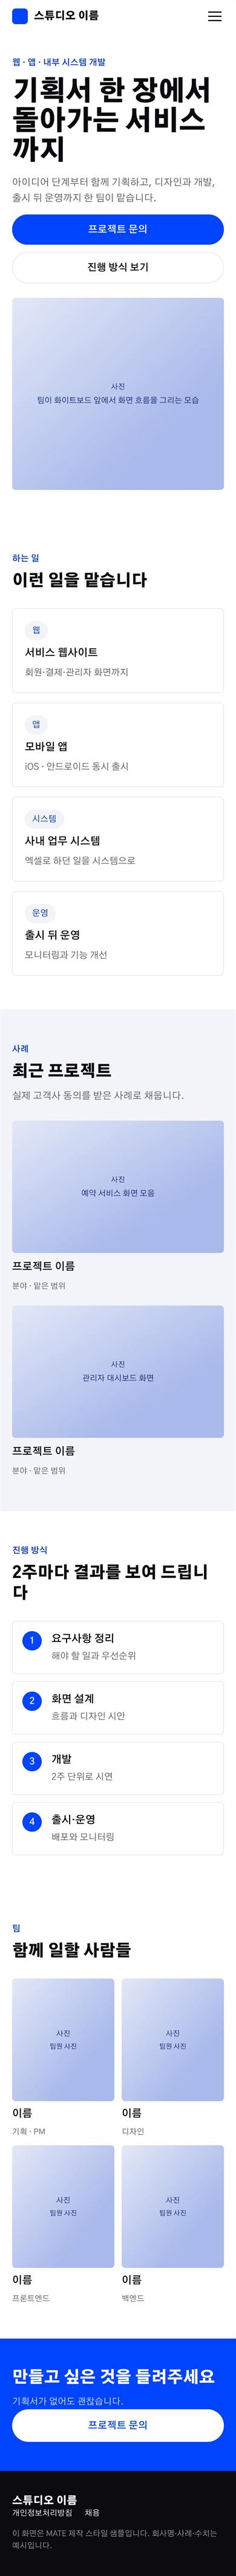 스튜디오 이름
웹 · 앱 · 내부 시스템 개발
기획서 한 장에서
돌아가는 서비스
까지
아이디어 단계부터 함께 기획하고, 디자인과 개발,
출시 뒤 운영까지 한 팀이 맡습니다.
프로젝트 문의
진행 방식 보기
사진
팀이 화이트보드 앞에서 화면 흐름을 그리는 모습
하는 일
이런 일을 맡습니다
웹
서비스 웹사이트
회원·결제·관리자 화면까지
앱
모바일 앱
iOS · 안드로이드 동시 출시
시스템
사내 업무 시스템
엑셀로 하던 일을 시스템으로
운영
출시 뒤 운영
모니터링과 기능 개선
사례
최근 프로젝트
실제 고객사 동의를 받은 사례로 채웁니다.
사진
예약 서비스 화면 모음
프로젝트 이름
분야 · 맡은 범위
사진
관리자 대시보드 화면
프로젝트 이름
분야 · 맡은 범위
진행 방식
2주마다 결과를 보여 드립니
다
1
요구사항 정리
해야 할 일과 우선순위
2
화면 설계
흐름과 디자인 시안
3
개발
2주 단위로 시연
4
출시·운영
배포와 모니터링
팀
함께 일할 사람들
사진
팀원 사진
이름
기획 · PM
사진
팀원 사진
이름
디자인
사진
팀원 사진
이름
프론트엔드
사진
팀원 사진
이름
백엔드
만들고 싶은 것을 들려주세요
기획서가 없어도 괜찮습니다.
프로젝트 문의
스튜디오 이름
개인정보처리방침 채용
이 화면은 MATE 제작 스타일 샘플입니다. 회사명·사례·수치는
예시입니다.